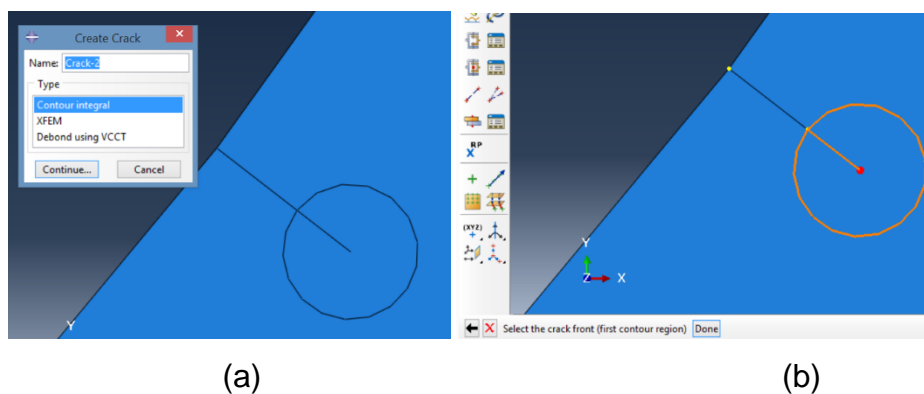 Create Crack
Name: Crack-2
Type
Contour integral
XFEM
Debond using VCCT
Continue... Cancel
Y
RP
(XYZ)
Y
Z X
Select the crack front (first contour region) Done
(a)
(b)